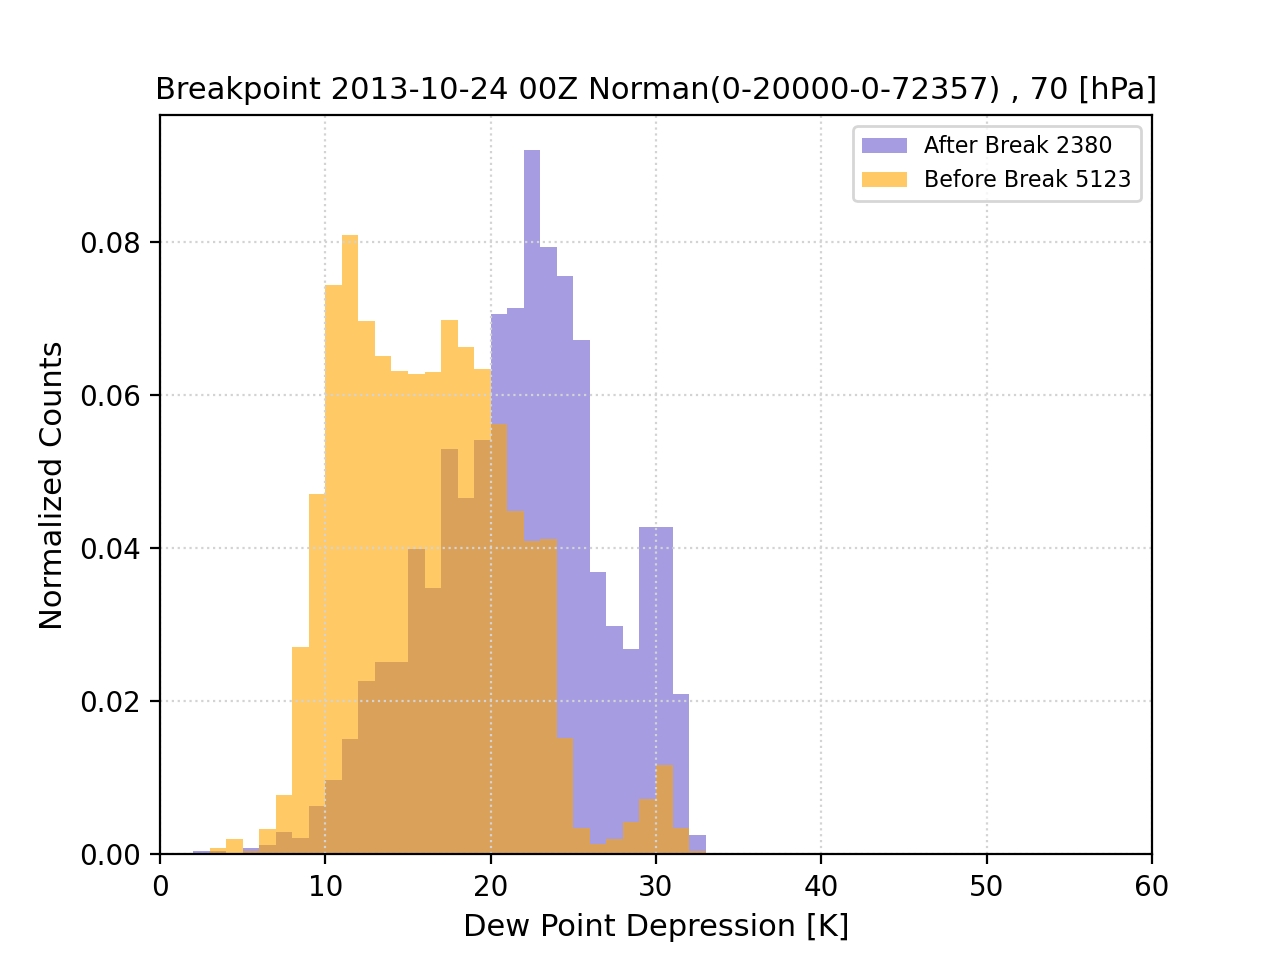 Breakpoint 2013-10-24 00Z Norman(0-20000-0-72357) , 70 [hPa]
After Break 2380
Before Break 5123
0.08
0.06
0.04
0.02
0.00
Normalized Counts
0 10 20 30 40 50 60
Dew Point Depression [K]